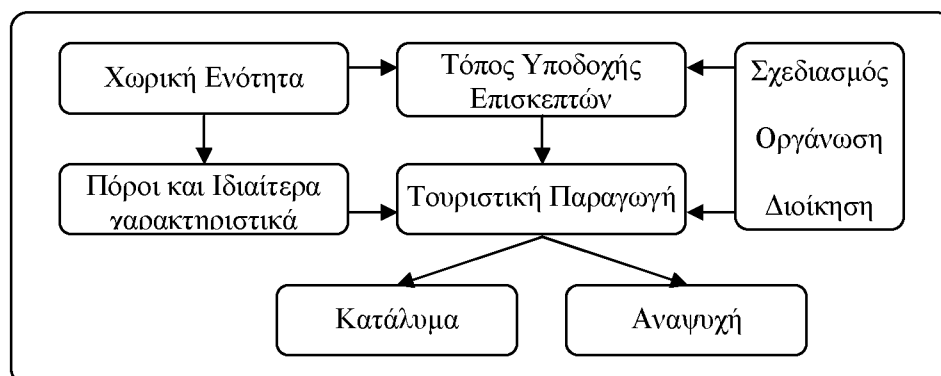 Χωρική Ενότητα
Τόπος Υποδοχής
Επισκεπτών
Σχεδιασμός
Οργάνωση
Διοίκηση
Πόροι και Ιδιαίτερα
χαρακτηριστικά
Τουριστική Παραγωγή
Κατάλυμα
Αναψυχή